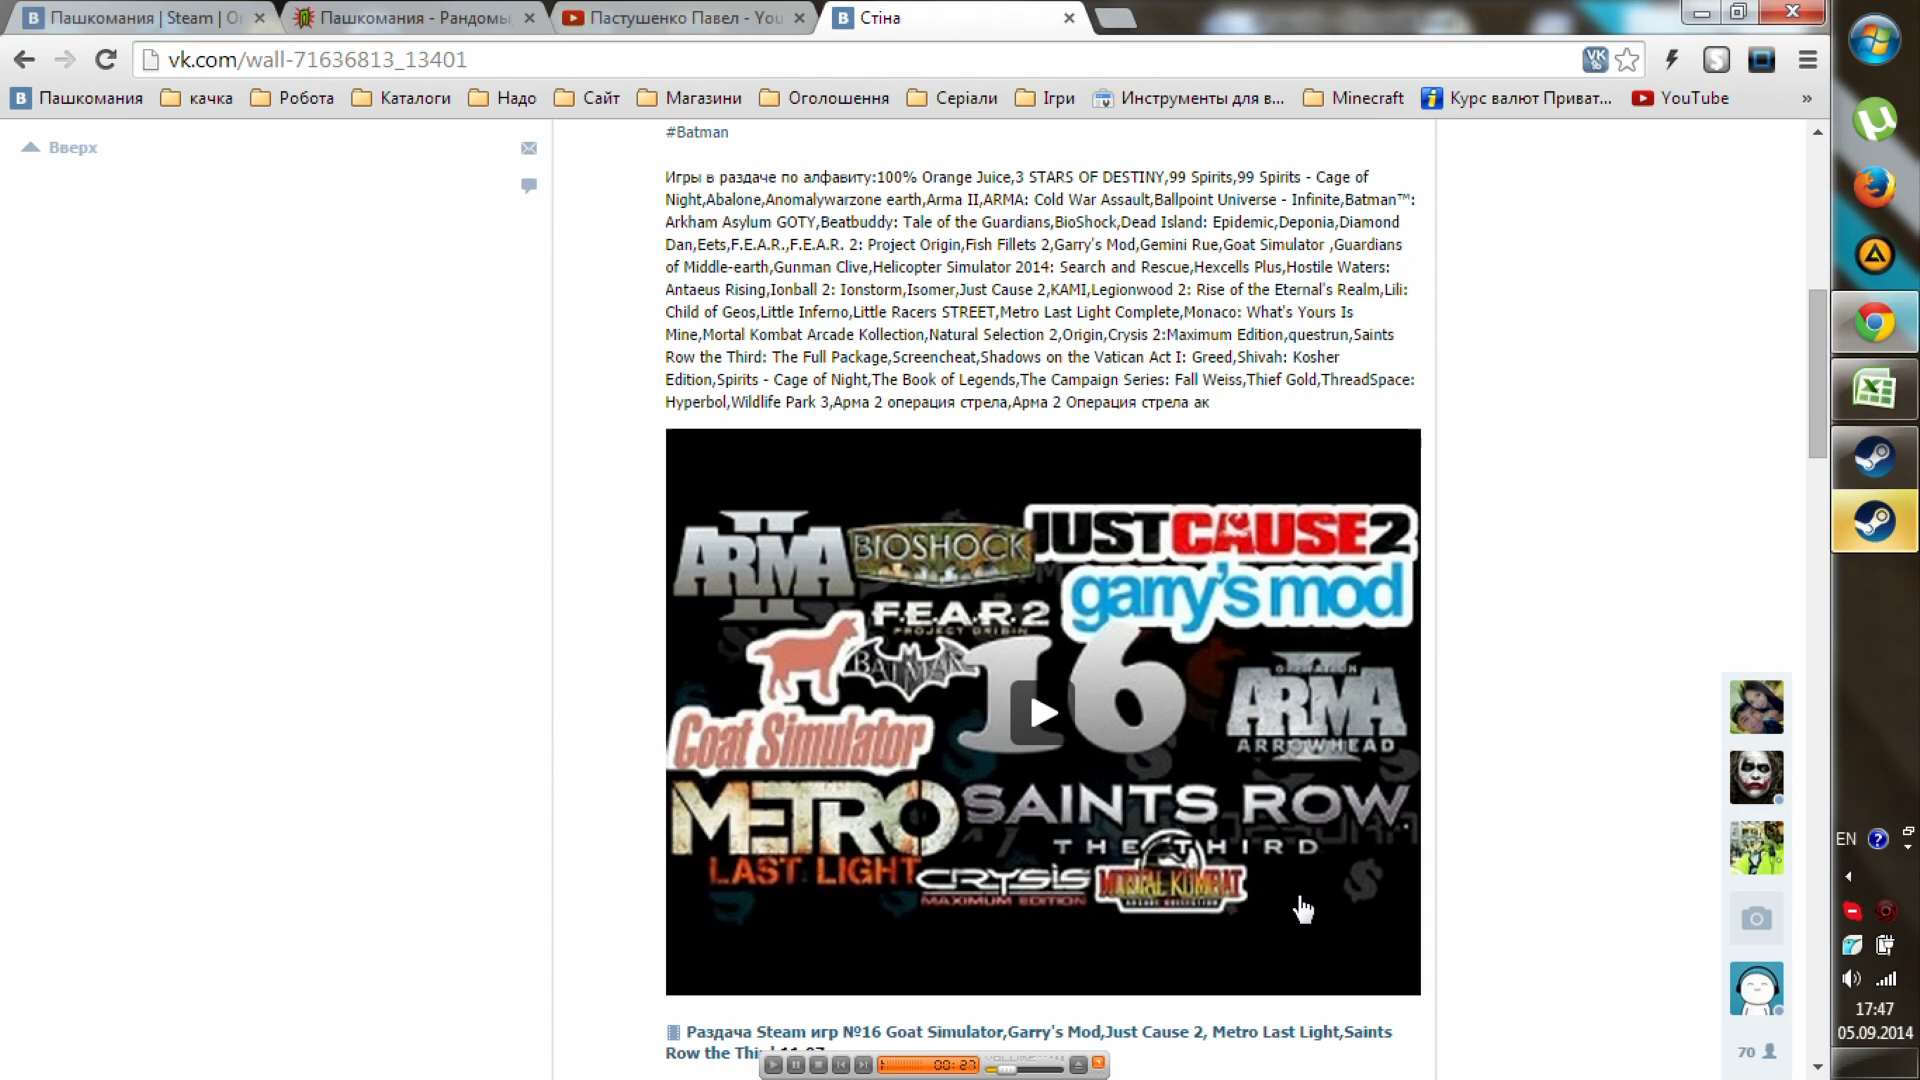 Пашкомания | Steam | О
Пашкомания - Рандомы
Пастушенко Павел - You
Стіна
vk.com/wall-71636813_13401
Пашкомания
качка
Робота
Каталоги
Надо
Сайт
Магазини
Оголошення
Серіали
Ігри
Инструменты для в...
Minecraft
Курс валют Приват...
YouTube
»
Вверх
#Batman
Игры в раздаче по алфавиту:100% Orange Juice,3 STARS OF DESTINY,99 Spirits,99 Spirits - Cage of
Night,Abalone,Anomalywarzone earth,Arma II,ARMA: Cold War Assault,Ballpoint Universe - Infinite,Batman™:
Arkham Asylum GOTY,Beatbuddy: Tale of the Guardians,BioShock,Dead Island: Epidemic,Deponia,Diamond
Dan,Eets,F.E.A.R.,F.E.A.R. 2: Project Origin,Fish Fillets 2,Garry's Mod,Gemini Rue,Goat Simulator ,Guardians
of Middle-earth,Gunman Clive,Helicopter Simulator 2014: Search and Rescue,Hexcells Plus,Hostile Waters:
Antaeus Rising,Ionball 2: Ionstorm,Isomer,Just Cause 2,KAMI,Legionwood 2: Rise of the Eternal's Realm,Lili:
Child of Geos,Little Inferno,Little Racers STREET,Metro Last Light Complete,Monaco: What's Yours Is
Mine,Mortal Kombat Arcade Kollection,Natural Selection 2,Origin,Crysis 2:Maximum Edition,questrun,Saints
Row the Third: The Full Package,Screencheat,Shadows on the Vatican Act I: Greed,Shivah: Kosher
Edition,Spirits - Cage of Night,The Book of Legends,The Campaign Series: Fall Weiss,Thief Gold,ThreadSpace:
Hyperbol,Wildlife Park 3,Арма 2 операция стрела,Арма 2 Операция стрела ак
II
ARMA
BIOSHOCK
JUST CAUSE 2
garry's mod
F.E.A.R.2
PROJECT ORIGIN
BATMAN
16
Goat Simulator
OPERATION
II
ARMA
ARROWHEAD
METRO
LAST LIGHT
SAINTS ROW.
THE THIRD
CRYSIS
MAXIMUM EDITION
MORTAL KOMBAT
Раздача Steam игр №16 Goat Simulator,Garry's Mod,Just Cause 2, Metro Last Light,Saints
Row the Thi
00:27
VOLUME
70
EN
17:47
05.09.2014